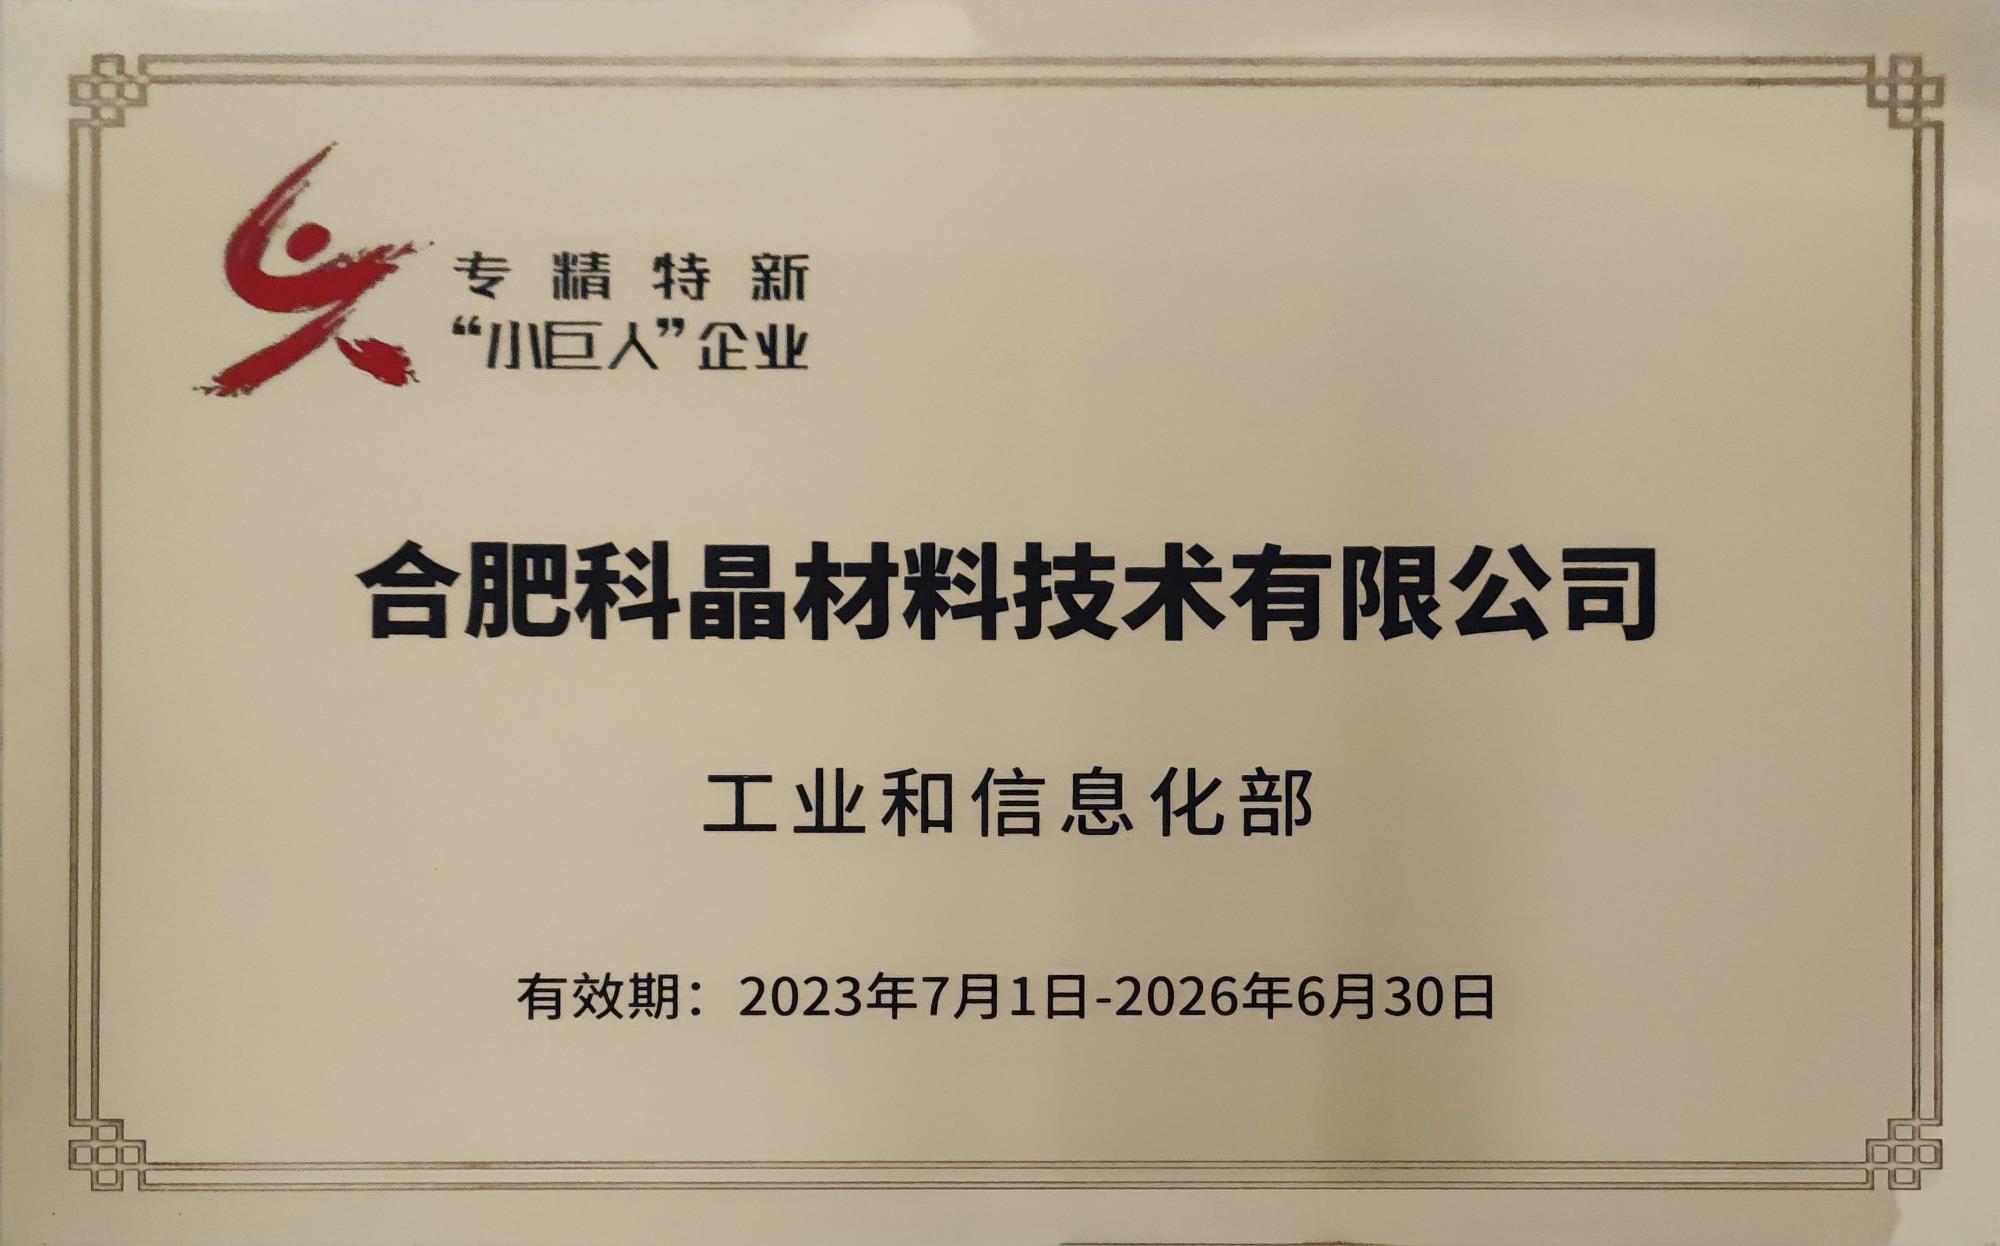 专精特新
“小巨人”企业
合肥科晶材料技术有限公司
工业和信息化部
有效期：2023年7月1日-2026年6月30日